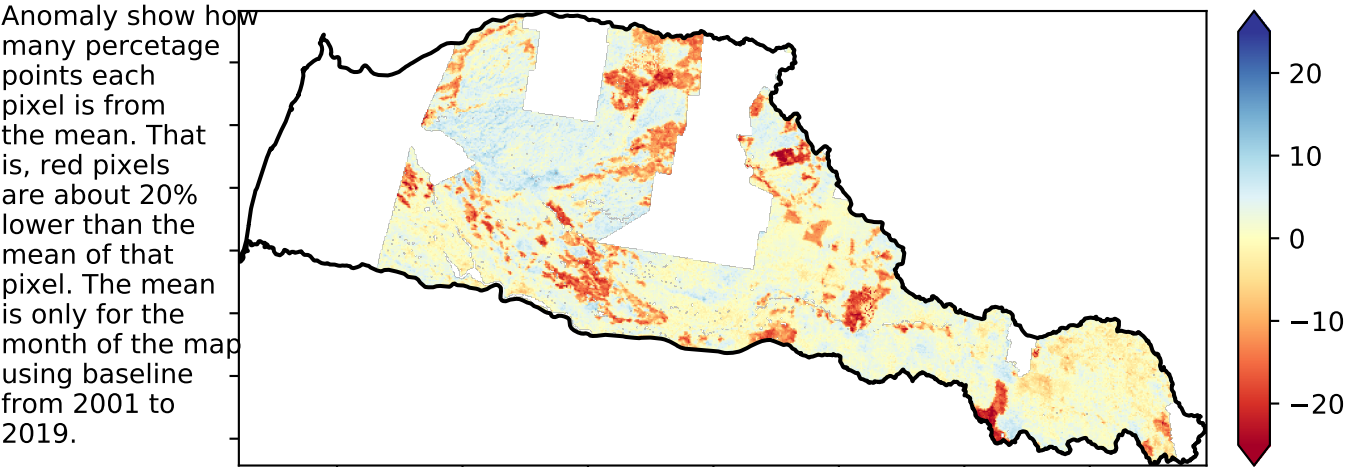 Anomaly show how
many percetage
points each
pixel is from
the mean. That
is, red pixels
are about 20%
lower than the
mean of that
pixel. The mean
is only for the
month of the map
using baseline
from 2001 to
2019.
20
10
0
−10
−20